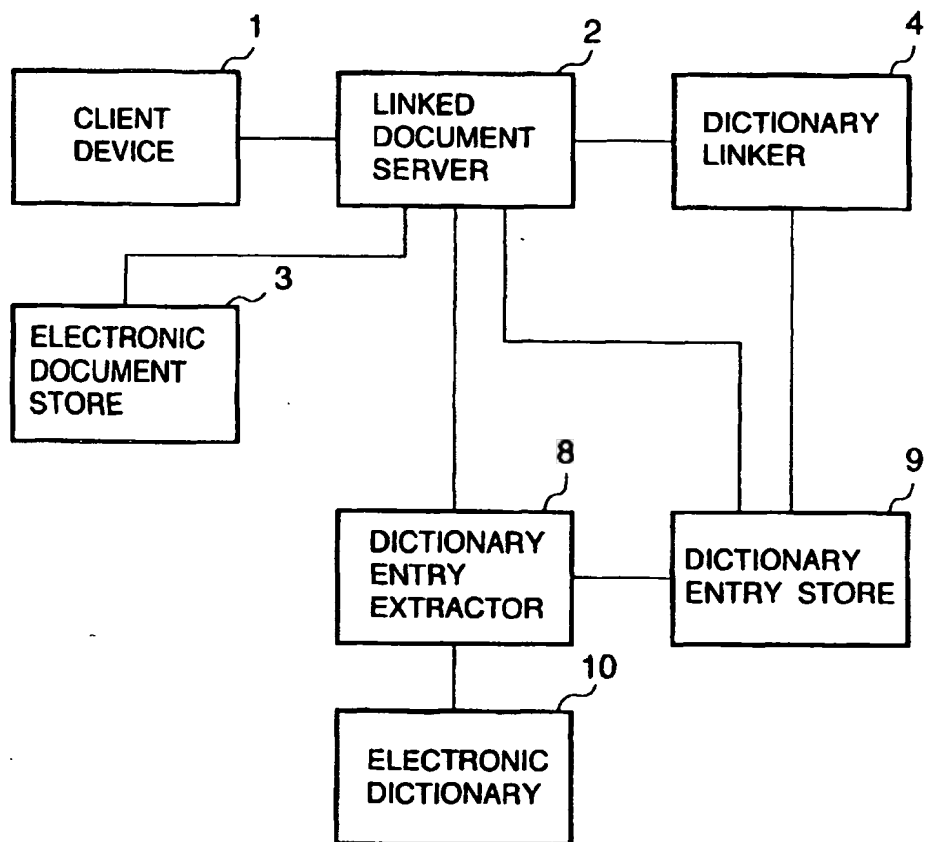 1
2
4
CLIENT
DEVICE
LINKED
DOCUMENT
SERVER
DICTIONARY
LINKER
3
ELECTRONIC
DOCUMENT
STORE
8
9
DICTIONARY
ENTRY
EXTRACTOR
DICTIONARY
ENTRY STORE
10
ELECTRONIC
DICTIONARY